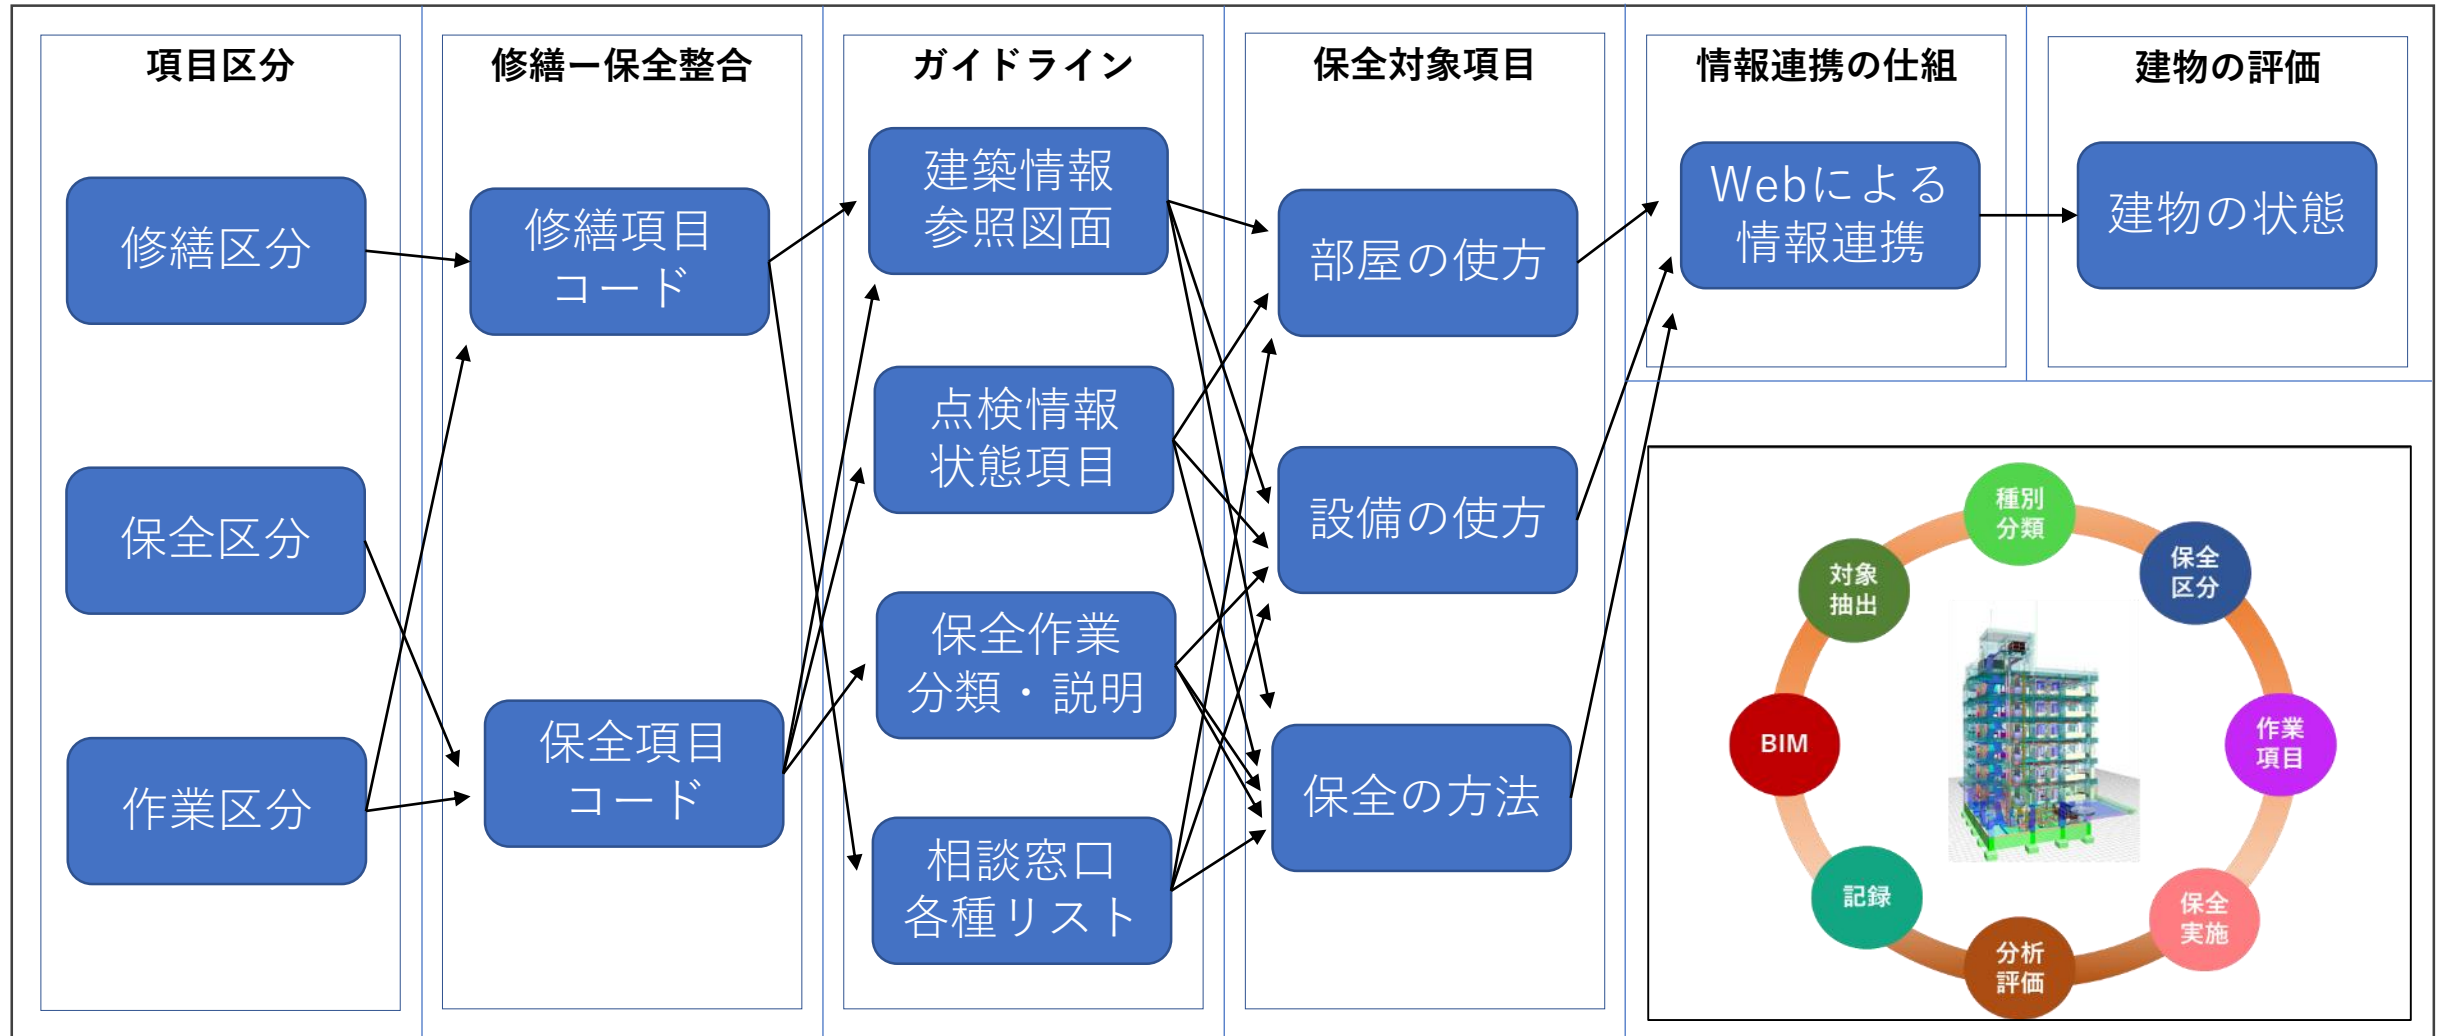 項目区分
修繕区分
保全区分
作業区分
修繕ー保全整合
修繕項目
コード
保全項目
コード
ガイドライン
建築情報
参照図面
点検情報
状態項目
保全作業
分類・説明
相談窓口
各種リスト
保全対象項目
部屋の使方
設備の使方
保全の方法
情報連携の仕組
Webによる
情報連携
建物の評価
建物の状態
種別
分類
保全
区分
作業
項目
保全
実施
分析
評価
記録
BIM
対象
抽出